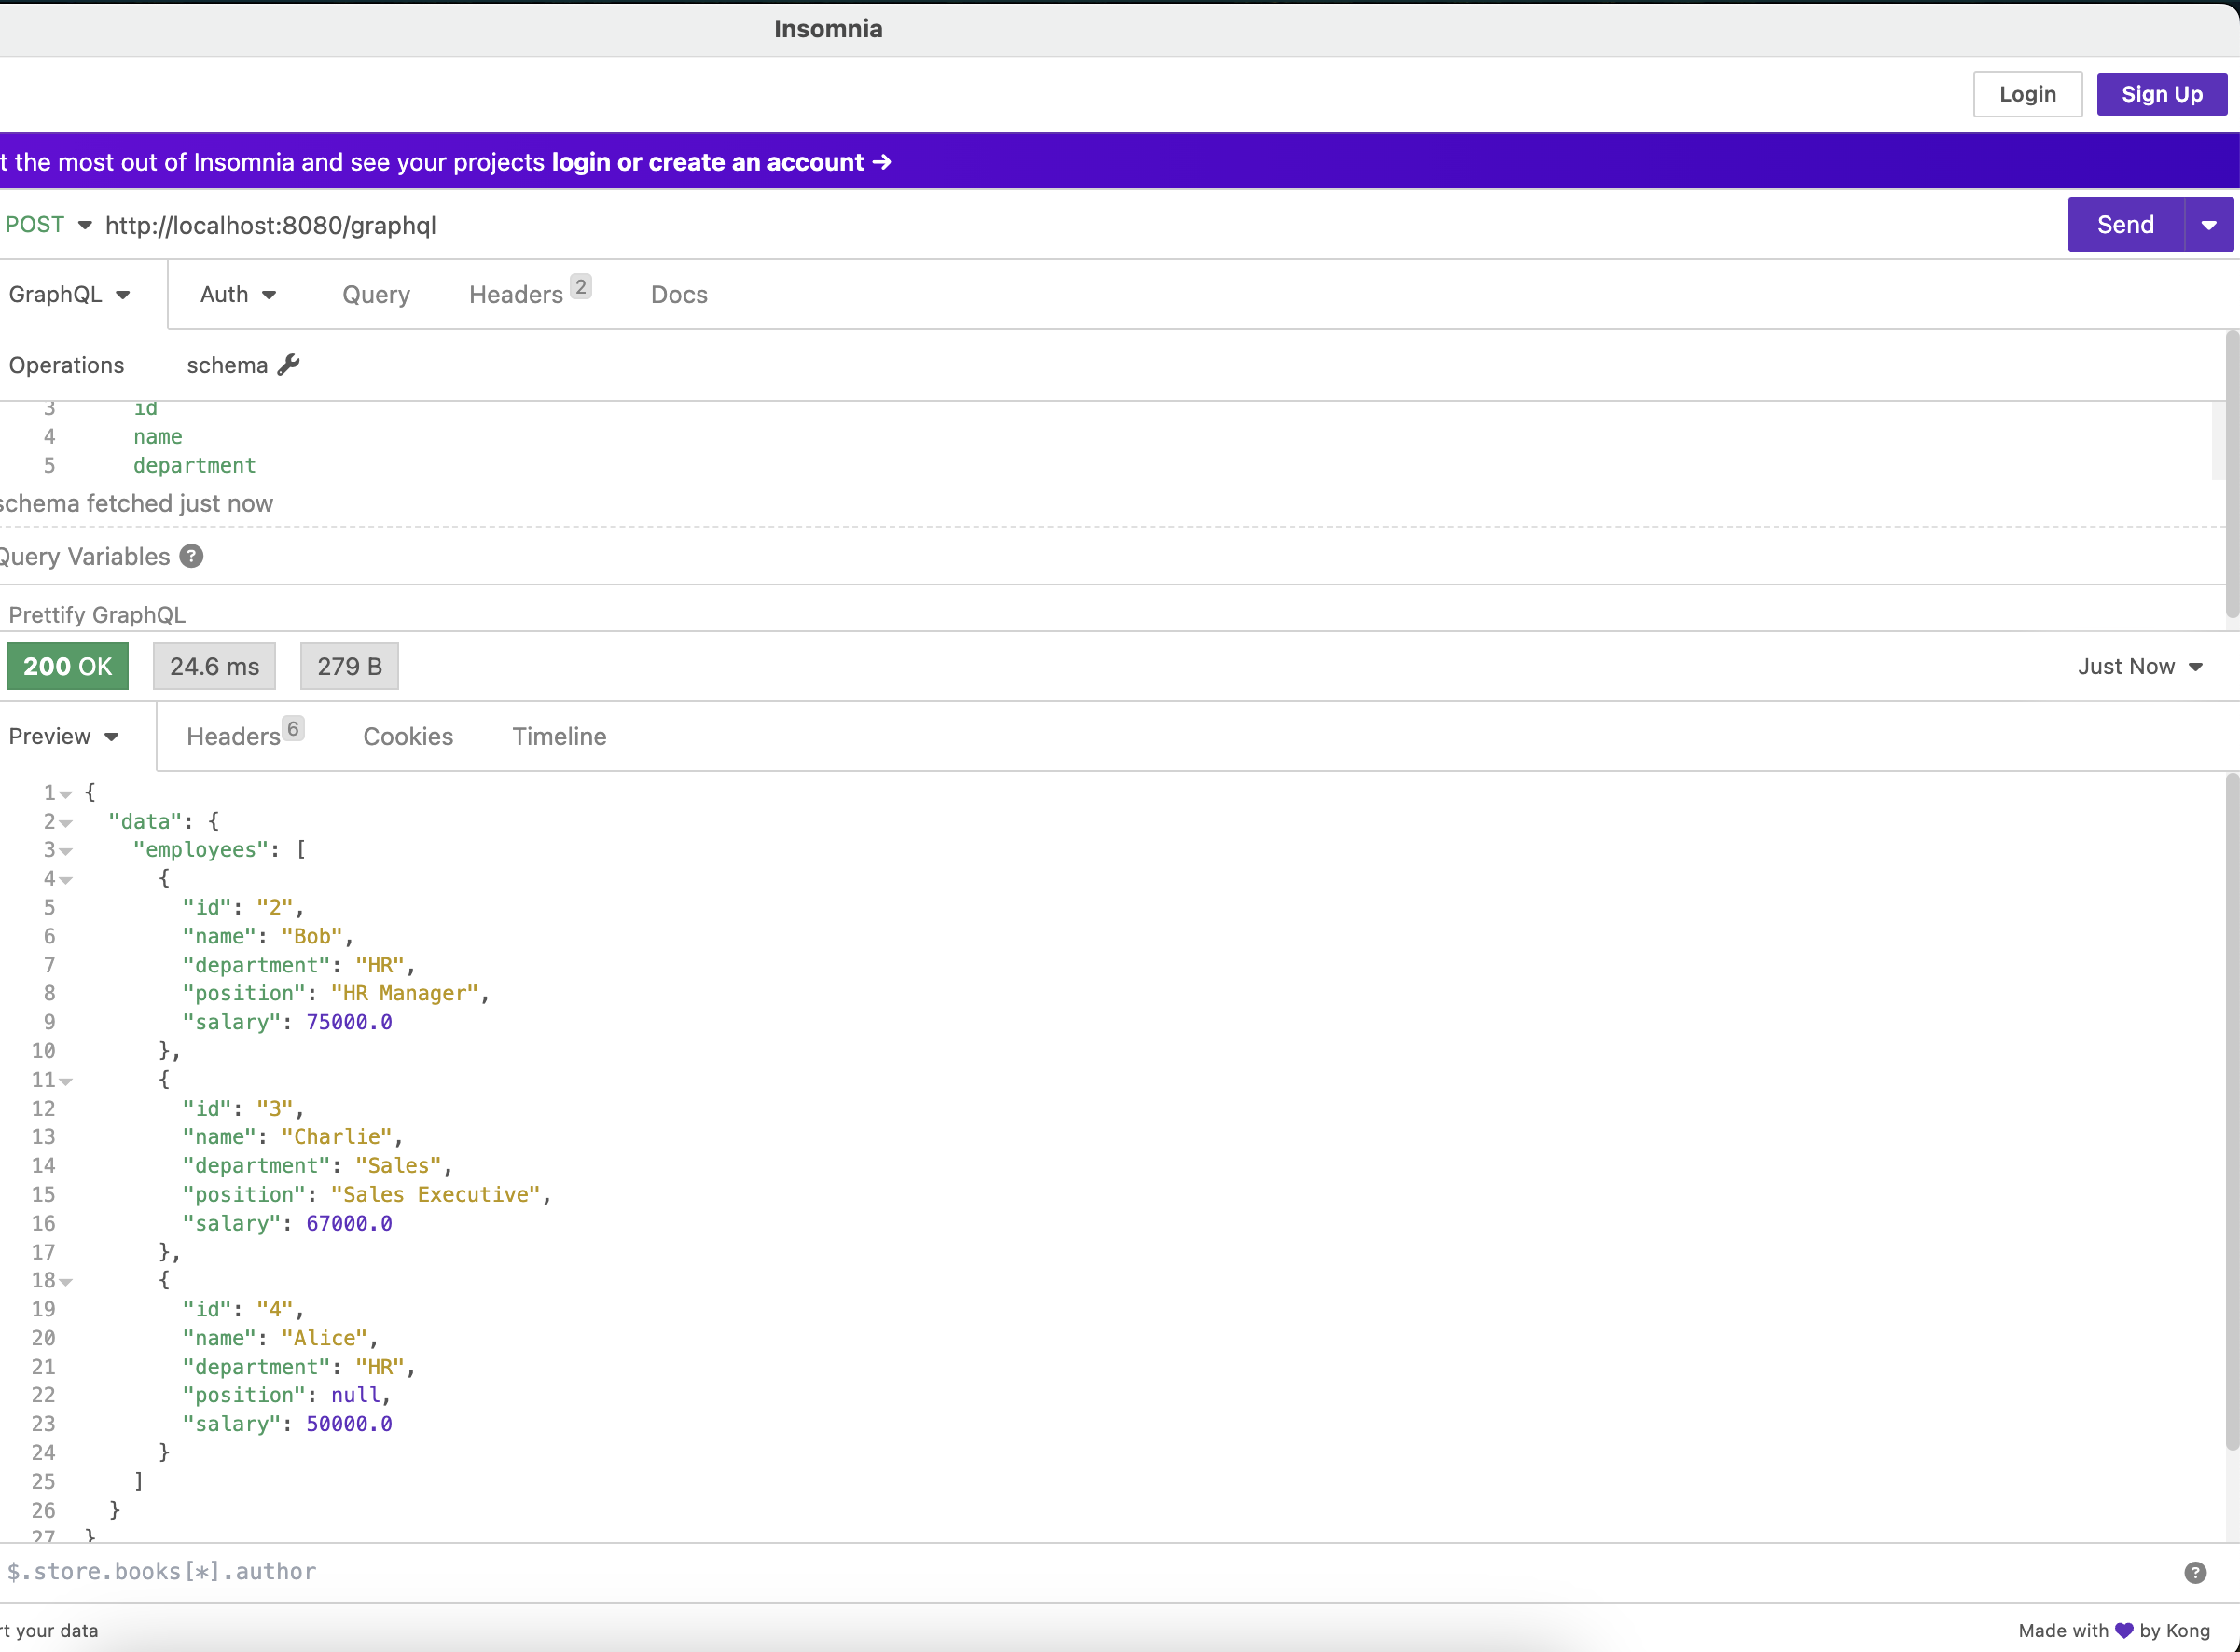 Insomnia
Login Sign Up
t the most out of Insomnia and see your projects login or create an account →
POST http://localhost:8080/graphql Send
GraphQL Auth Query Headers 2 Docs
Operations schema
3 id
4 name
5 department
schema fetched just now
Query Variables ?
Prettify GraphQL
200 OK 24.6 ms 279 B Just Now
Preview Headers 6 Cookies Timeline
1 {
2 "data": {
3 "employees": [
4 {
5 "id": "2",
6 "name": "Bob",
7 "department": "HR",
8 "position": "HR Manager",
9 "salary": 75000.0
10 },
11 {
12 "id": "3",
13 "name": "Charlie",
14 "department": "Sales",
15 "position": "Sales Executive",
16 "salary": 67000.0
17 },
18 {
19 "id": "4",
20 "name": "Alice",
21 "department": "HR",
22 "position": null,
23 "salary": 50000.0
24 }
25 ]
26 }
27 }
$.store.books[*].author ?
rt your data Made with by Kong